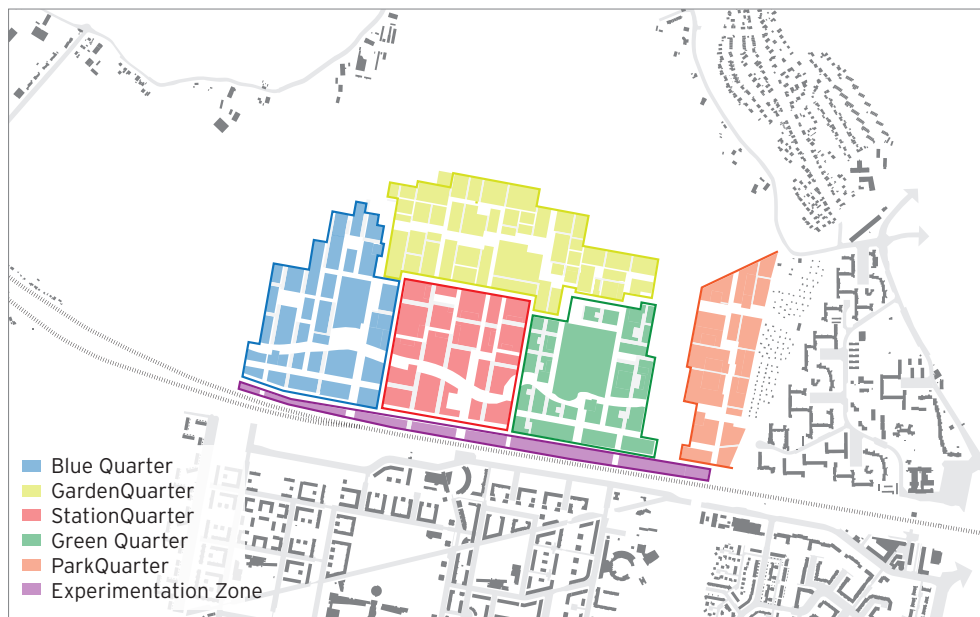 Blue Quarter
GardenQuarter
StationQuarter
Green Quarter
ParkQuarter
Experimentation Zone